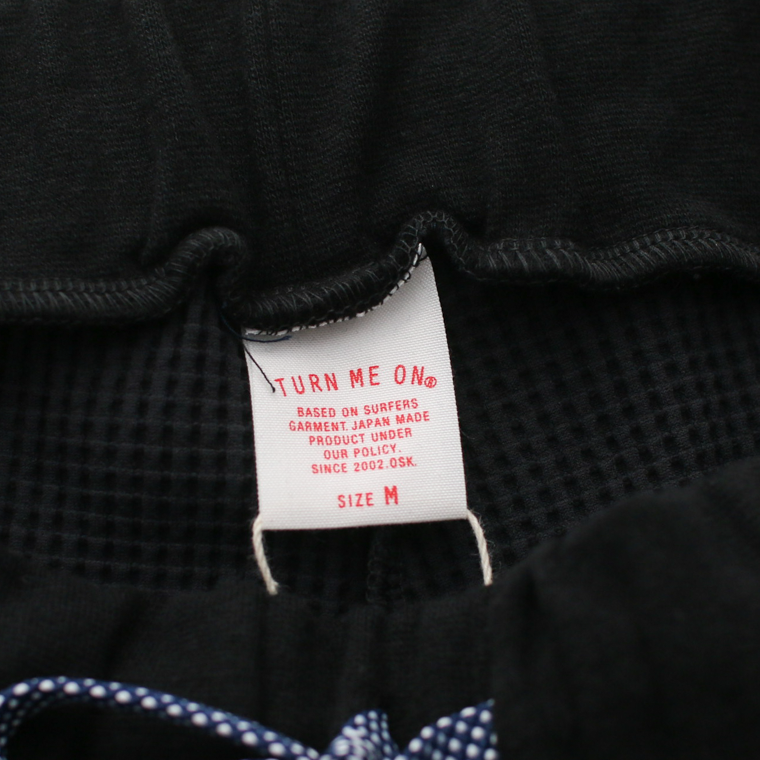 TURN ME ON®
BASED ON SURFERS
GARMENT. JAPAN MADE
PRODUCT UNDER
OUR POLICY.
SINCE 2002.OSK.
SIZE M